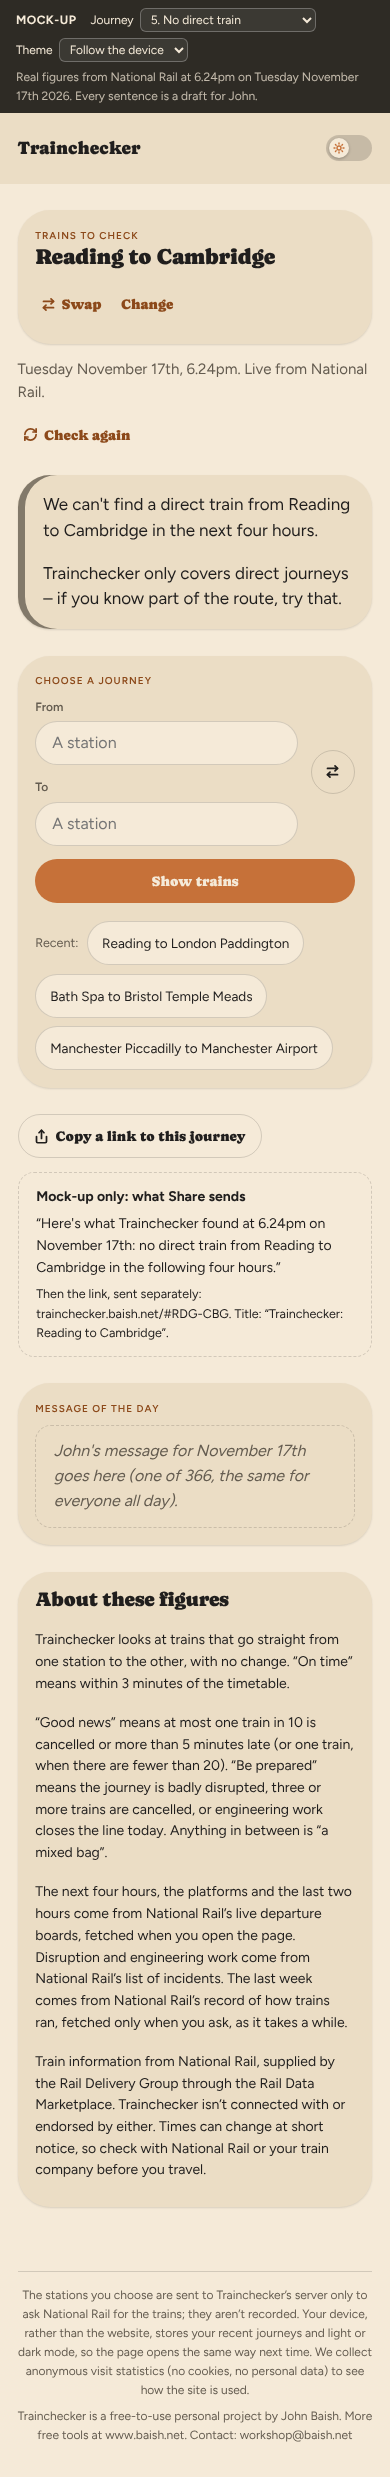 MOCK-UP Journey 5. No direct train
Theme Follow the device
Real figures from National Rail at 6.24pm on Tuesday November
17th 2026. Every sentence is a draft for John.
Trainchecker
TRAINS TO CHECK
Reading to Cambridge
Swap Change
Tuesday November 17th, 6.24pm. Live from National
Rail.
Check again
We can't find a direct train from Reading
to Cambridge in the next four hours.
Trainchecker only covers direct journeys
– if you know part of the route, try that.
CHOOSE A JOURNEY
From
A station
To
A station
Show trains
Recent: Reading to London Paddington
Bath Spa to Bristol Temple Meads
Manchester Piccadilly to Manchester Airport
Copy a link to this journey
Mock-up only: what Share sends
“Here's what Trainchecker found at 6.24pm on
November 17th: no direct train from Reading to
Cambridge in the following four hours.”
Then the link, sent separately:
trainchecker.baish.net/#RDG-CBG. Title: “Trainchecker:
Reading to Cambridge”.
MESSAGE OF THE DAY
John's message for November 17th
goes here (one of 366, the same for
everyone all day).
About these figures
Trainchecker looks at trains that go straight from
one station to the other, with no change. “On time”
means within 3 minutes of the timetable.
“Good news” means at most one train in 10 is
cancelled or more than 5 minutes late (or one train,
when there are fewer than 20). “Be prepared”
means the journey is badly disrupted, three or
more trains are cancelled, or engineering work
closes the line today. Anything in between is “a
mixed bag”.
The next four hours, the platforms and the last two
hours come from National Rail’s live departure
boards, fetched when you open the page.
Disruption and engineering work come from
National Rail’s list of incidents. The last week
comes from National Rail’s record of how trains
ran, fetched only when you ask, as it takes a while.
Train information from National Rail, supplied by
the Rail Delivery Group through the Rail Data
Marketplace. Trainchecker isn’t connected with or
endorsed by either. Times can change at short
notice, so check with National Rail or your train
company before you travel.
The stations you choose are sent to Trainchecker’s server only to
ask National Rail for the trains; they aren’t recorded. Your device,
rather than the website, stores your recent journeys and light or
dark mode, so the page opens the same way next time. We collect
anonymous visit statistics (no cookies, no personal data) to see
how the site is used.
Trainchecker is a free-to-use personal project by John Baish. More
free tools at www.baish.net. Contact: workshop@baish.net